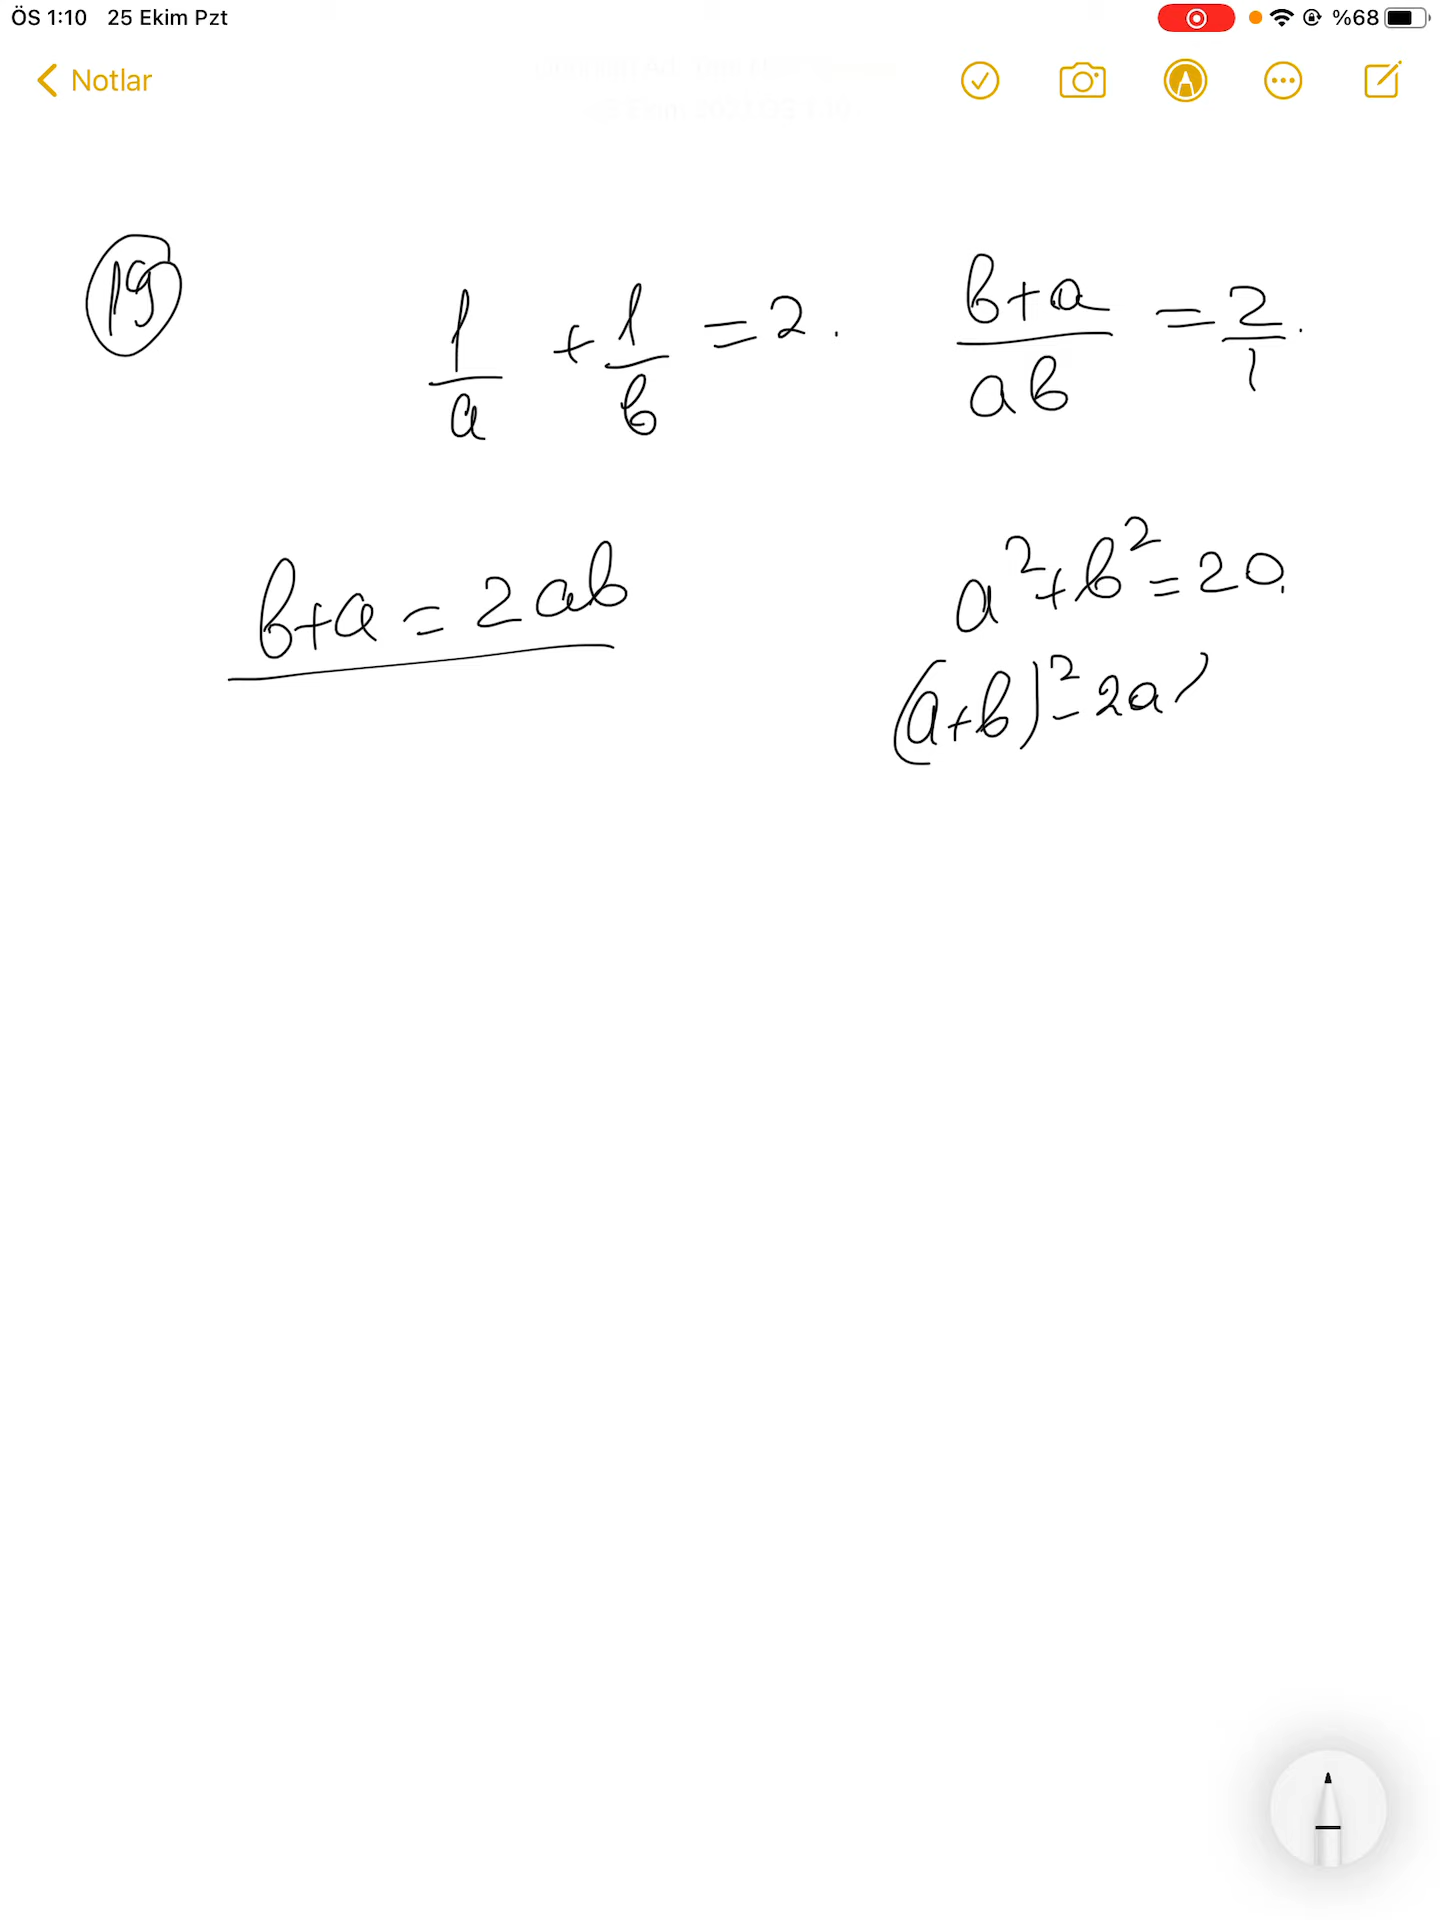 ÖS 1:10 25 Ekim Pzt %68
Notlar
19
1/a + 1/b = 2. b+a/ab = 2/1.
b+a = 2ab
a²+b² = 20.
(a+b)² = 2a